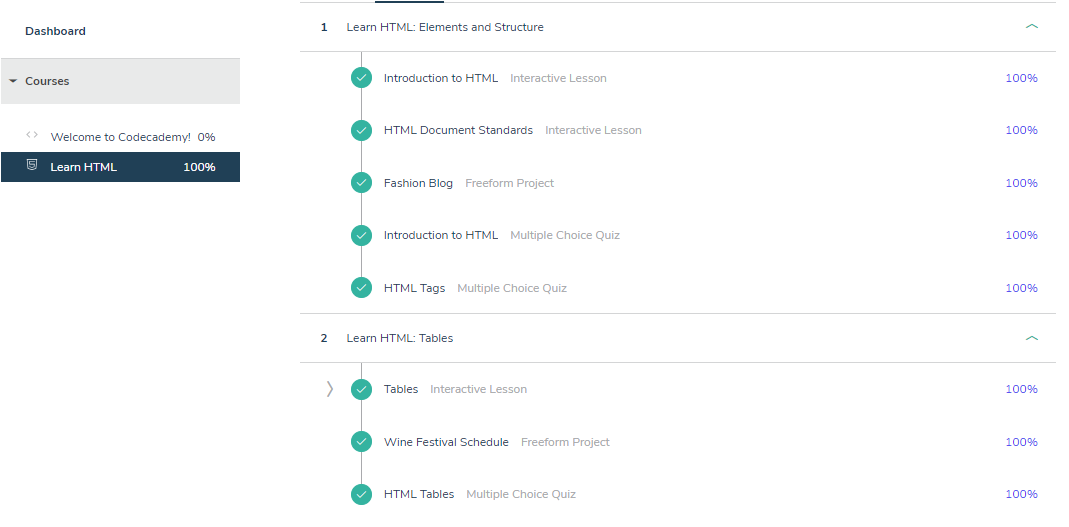 Dashboard
Courses
Welcome to Codecademy! 0%
Learn HTML 100%
1 Learn HTML: Elements and Structure
Introduction to HTML Interactive Lesson 100%
HTML Document Standards Interactive Lesson 100%
Fashion Blog Freeform Project 100%
Introduction to HTML Multiple Choice Quiz 100%
HTML Tags Multiple Choice Quiz 100%
2 Learn HTML: Tables
Tables Interactive Lesson 100%
Wine Festival Schedule Freeform Project 100%
HTML Tables Multiple Choice Quiz 100%